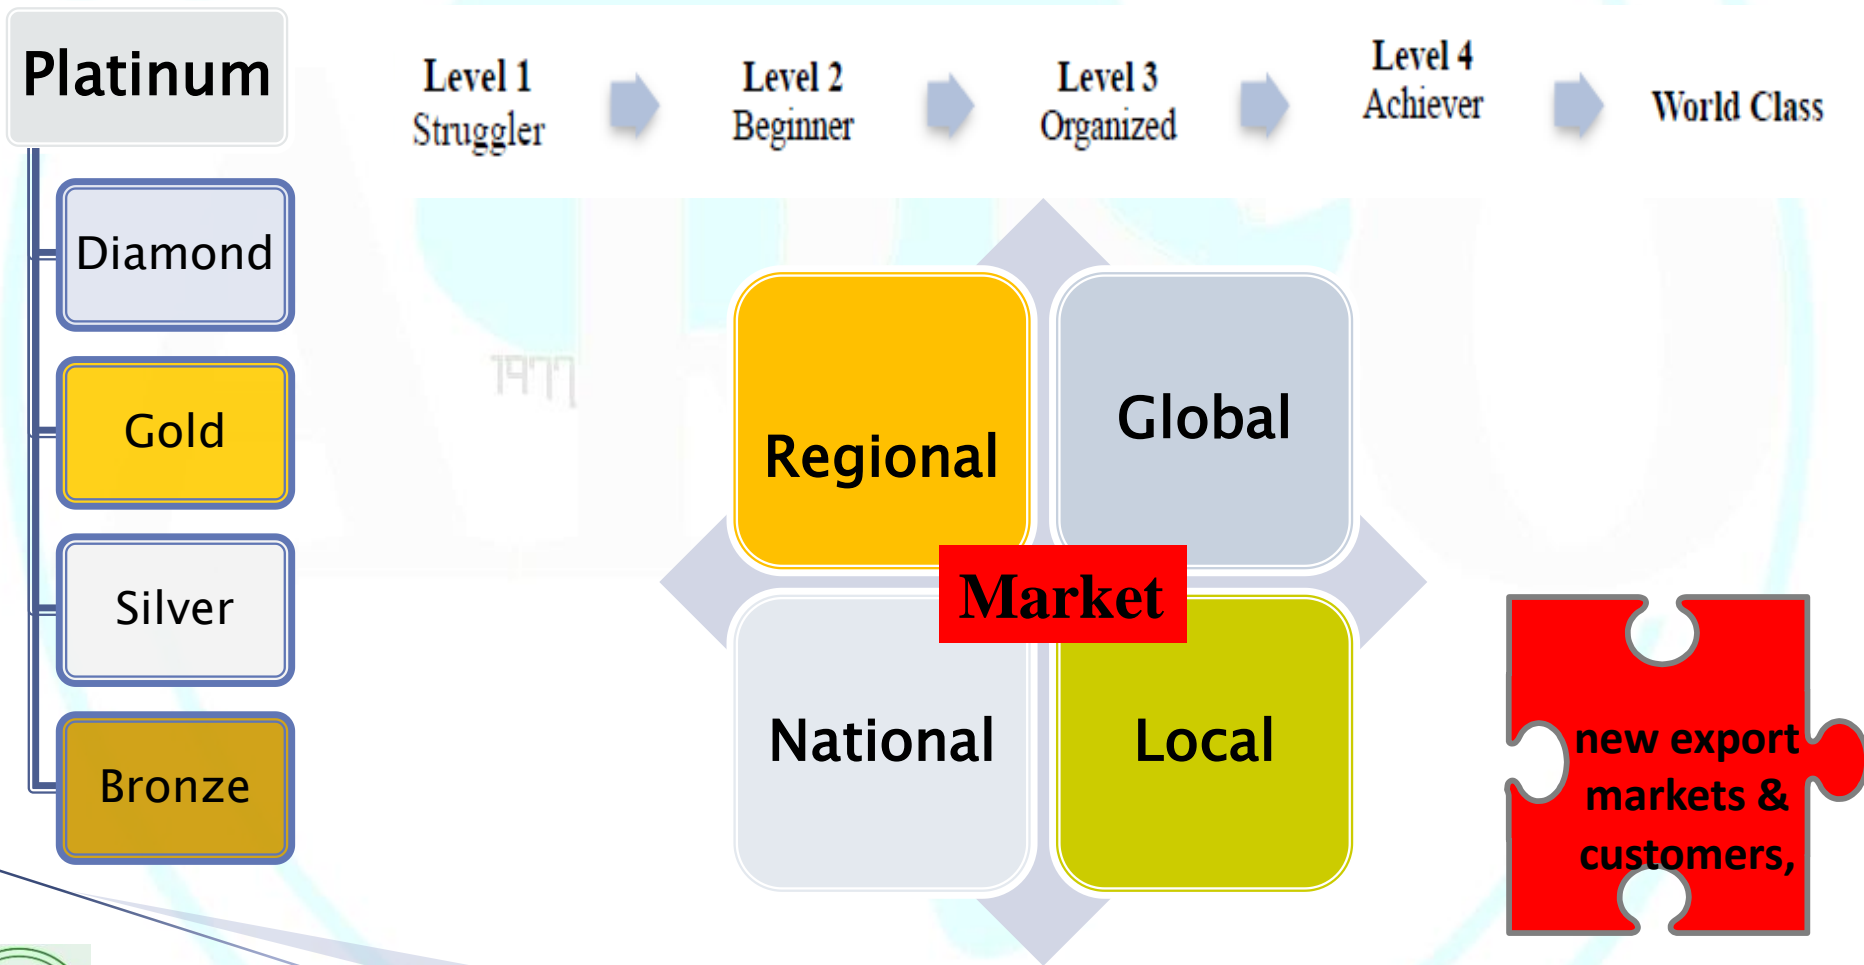 Platinum
Diamond
Gold
Silver
Bronze
Level 1
Struggler
Level 2
Beginner
Level 3
Organized
Level 4
Achiever
World Class
1977
Regional
Global
Market
National
Local
new export
markets &
customers,